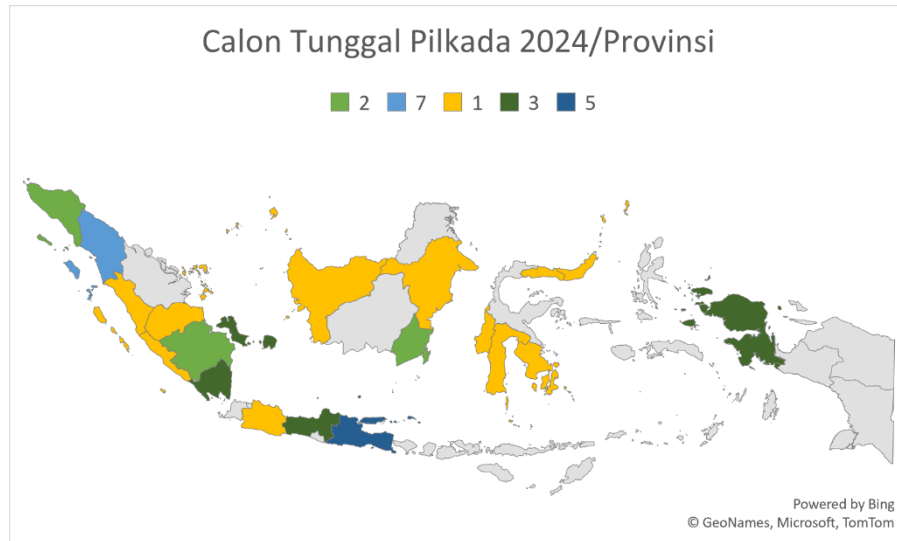 Calon Tunggal Pilkada 2024/Provinsi
2 7 1 3 5
Powered by Bing
© GeoNames, Microsoft, TomTom